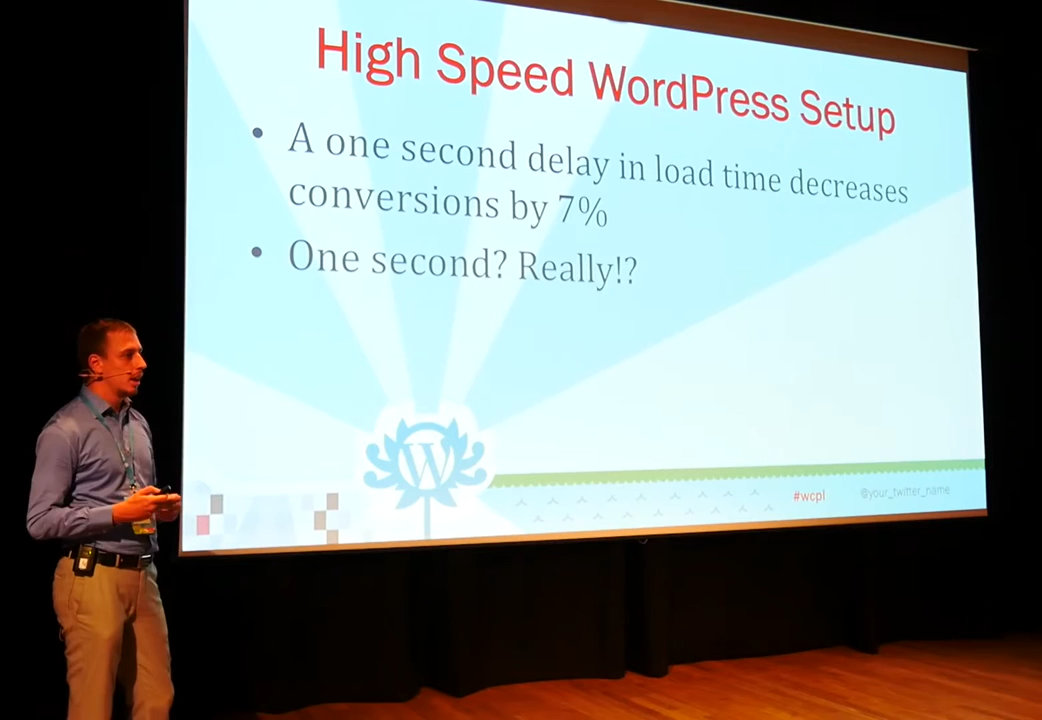 High Speed WordPress Setup
• A one second delay in load time decreases
conversions by 7%
• One second? Really!?
W
#wcpl @your_twitter_name